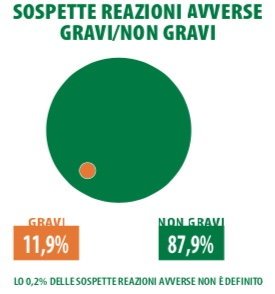 SOSPETTE REAZIONI AVVERSE
GRAVI/NON GRAVI
GRAVI
11,9%
NON GRAVI
87,9%
LO 0,2% DELLE SOSPETTE REAZIONI AVVERSE NON È DEFINITO